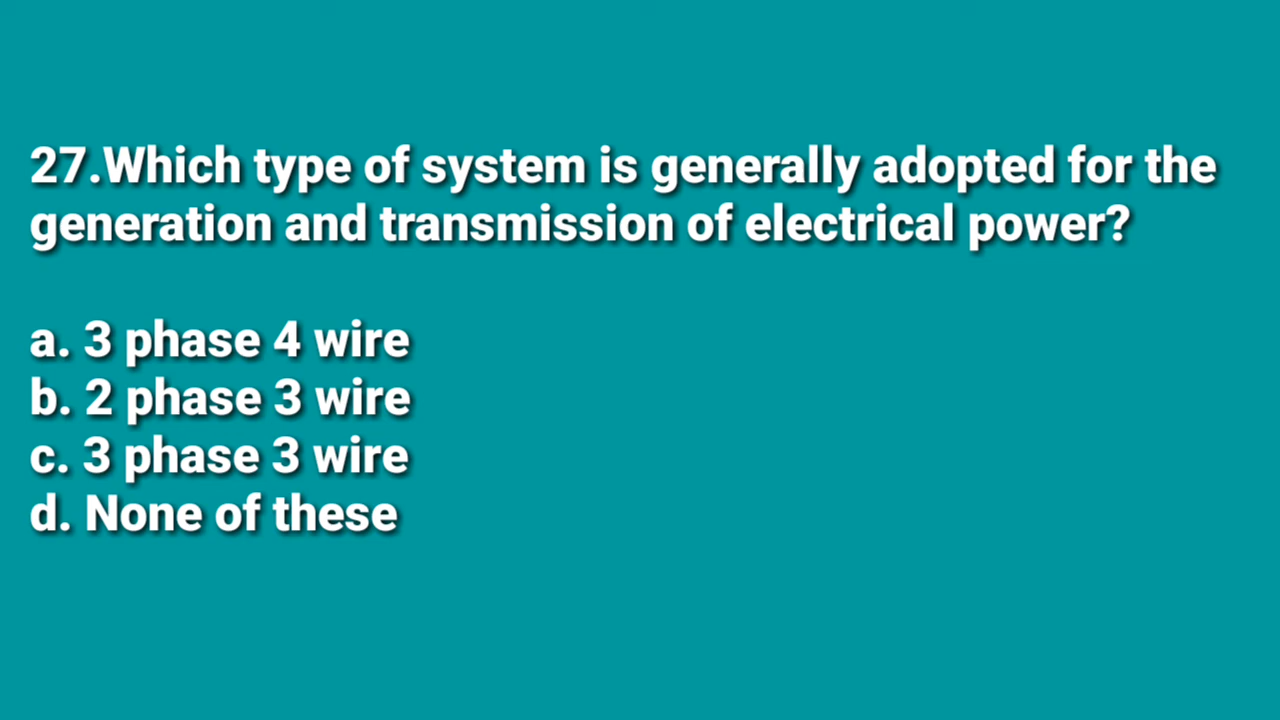 27.Which type of system is generally adopted for the
generation and transmission of electrical power?
a. 3 phase 4 wire
b. 2 phase 3 wire
c. 3 phase 3 wire
d. None of these